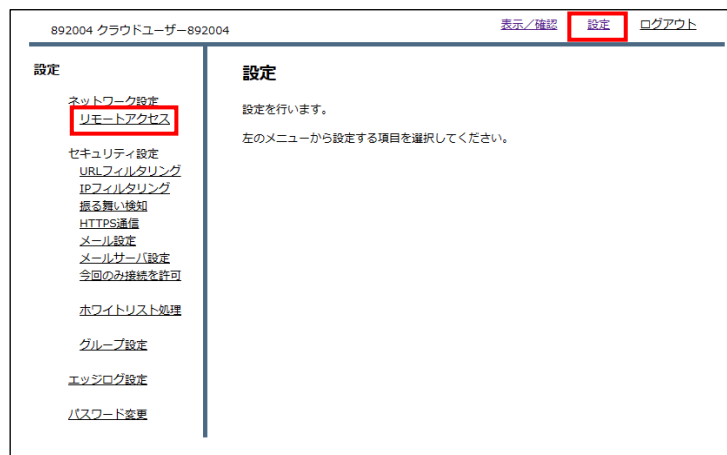 892004 クラウドユーザー892004
表示／確認 設定 ログアウト
設定
ネットワーク設定
リモートアクセス
セキュリティ設定
URLフィルタリング
IPフィルタリング
振る舞い検知
HTTPS通信
メール設定
メールサーバ設定
今回のみ接続を許可
ホワイトリスト処理
グループ設定
エッジログ設定
パスワード変更
設定
設定を行います。
左のメニューから設定する項目を選択してください。